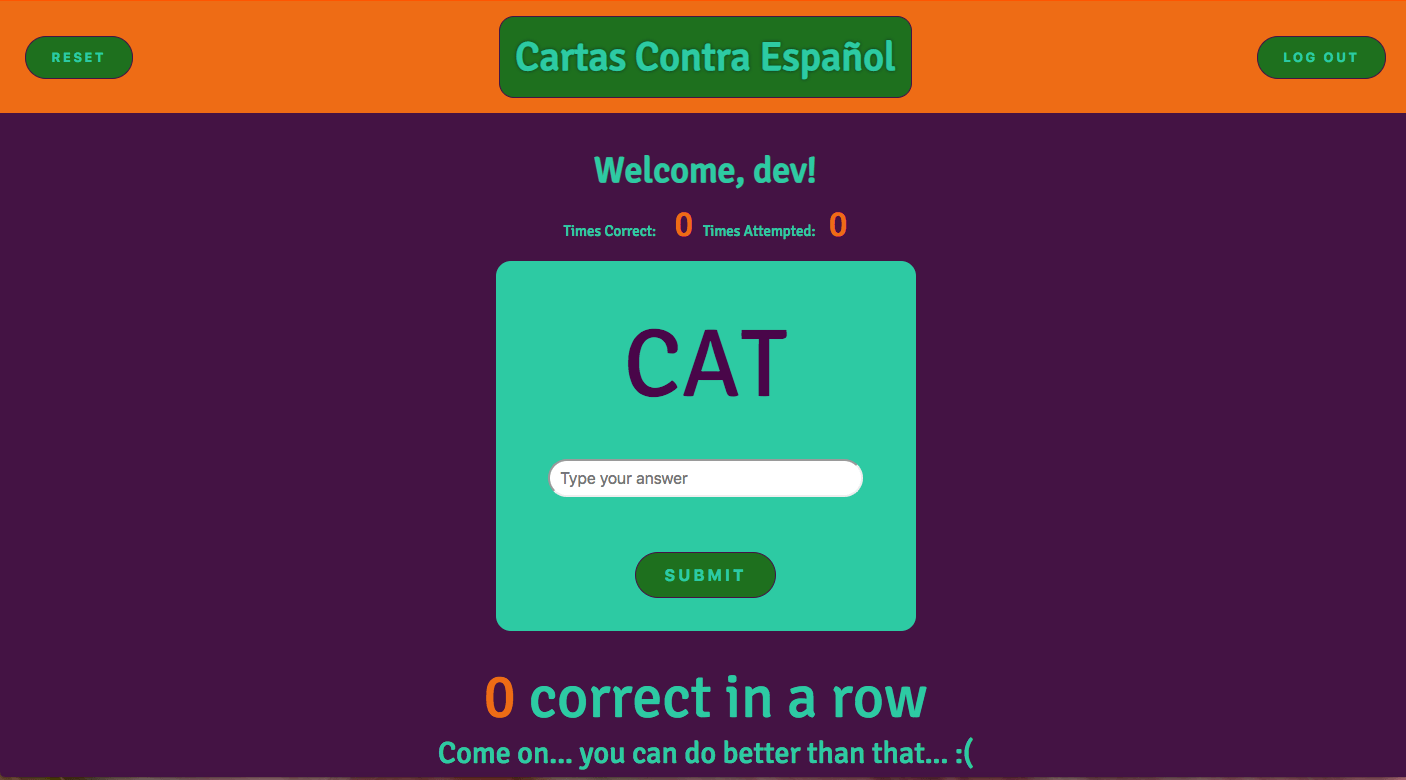 RESET
Cartas Contra Español
LOG OUT
Welcome, dev!
Times Correct: 0 Times Attempted: 0
CAT
Type your answer
SUBMIT
0 correct in a row
Come on... you can do better than that... :(